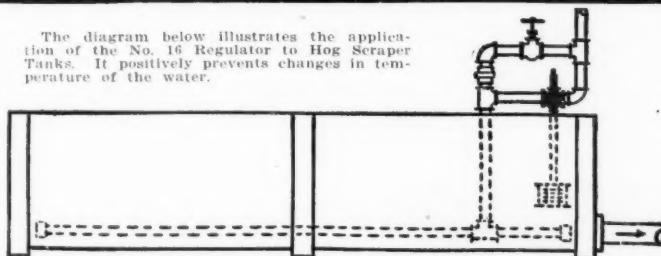 The diagram below illustrates the applica-
tion of the No. 16 Regulator to Hog Scraper
Tanks. It positively prevents changes in tem-
perature of the water.